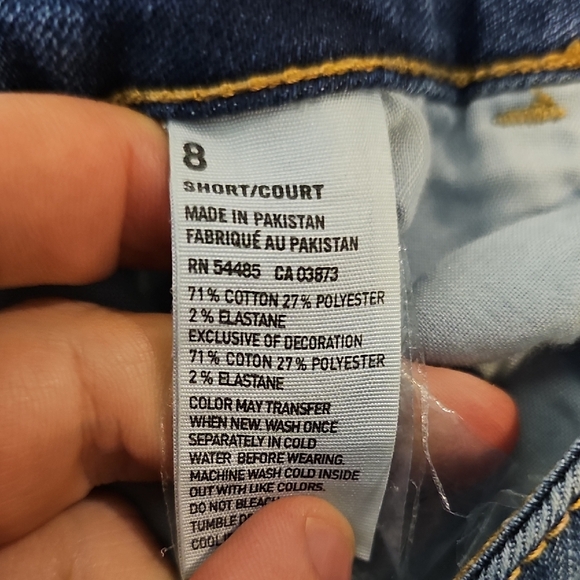 8
SHORT/COURT
MADE IN PAKISTAN
FABRIQUÉ AU PAKISTAN
RN 54485 CA 03873
71% COTTON 27% POLYESTER
2% ELASTANE
EXCLUSIVE OF DECORATION
71% COTON 27% POLYESTER
2% ELASTANE
COLOR MAY TRANSFER
WHEN NEW. WASH ONCE
SEPARATELY IN COLD
WATER BEFORE WEARING
MACHINE WASH COLD INSIDE
OUT WITH LIKE COLORS.
DO NOT
TUMBLE